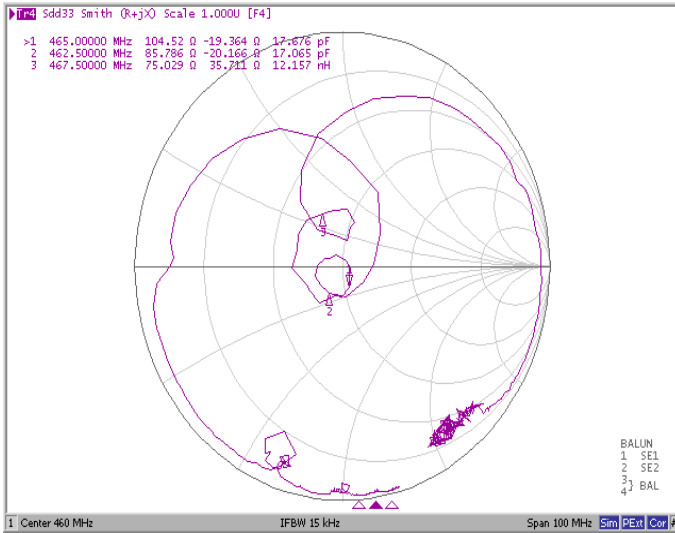 Tr4 Sdd33 Smith (R+jX) Scale 1.000U [F4]
>1 465.00000 MHz 104.52 Ω -19.364 Ω 17.676 pF
2 462.50000 MHz 85.786 Ω -20.166 Ω 17.065 pF
3 467.50000 MHz 75.029 Ω 35.711 Ω 12.157 nH
3
2
BALUN
1 SE1
2 SE2
3
4} BAL
1 Center 460 MHz IFBW 15 kHz Span 100 MHz Sim PExt Cor #